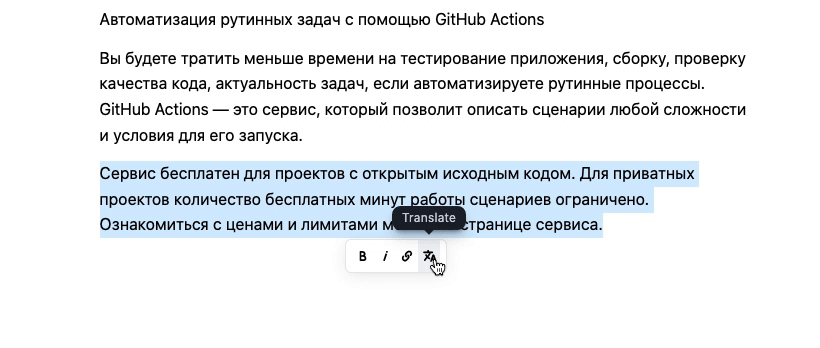 Автоматизация рутинных задач с помощью GitHub Actions
Вы будете тратить меньше времени на тестирование приложения, сборку, проверку
качества кода, актуальность задач, если автоматизируете рутинные процессы.
GitHub Actions — это сервис, который позволит описать сценарии любой сложности
и условия для его запуска.
Сервис бесплатен для проектов с открытым исходным кодом. Для приватных
проектов количество бесплатных минут работы сценариев ограничено.
Ознакомиться с ценами и лимитами странице сервиса.
Translate
B i